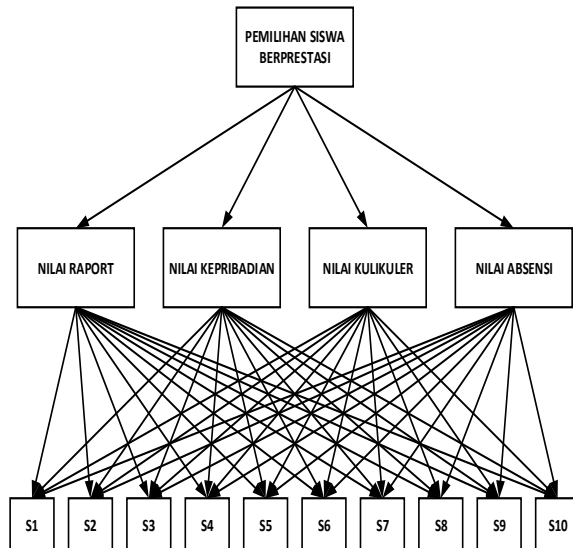 PEMILIHAN SISWA
BERPRESTASI
NILAI RAPORT
NILAI KEPRIBADIAN
NILAI KULIKULER
NILAI ABSENSI
S1
S2
S3
S4
S5
S6
S7
S8
S9
S10